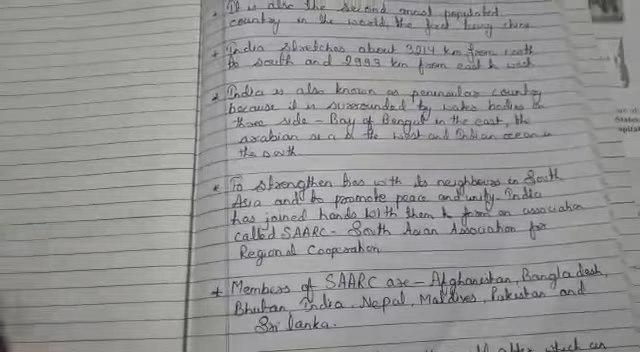 It is also the second most populated
country in the world, the first being china
India stretches about 3214 km from north
to south and 2933 km from east to west
India is also known as peninsular country
because it is surrounded by water bodies on
three side - Bay of Bengal in the east, the
arabian sea in the west and Indian ocean in
the south
To strengthen ties with its neighbours in South
Asia and to promote peace and unity. India
has joined hands with them to form an association
called SAARC - South Asian Association for
Regional Cooperation
Members of SAARC are - Afghanistan, Bangladesh,
Bhutan, India, Nepal, Maldives, Pakistan and
Sri lanka.
which an